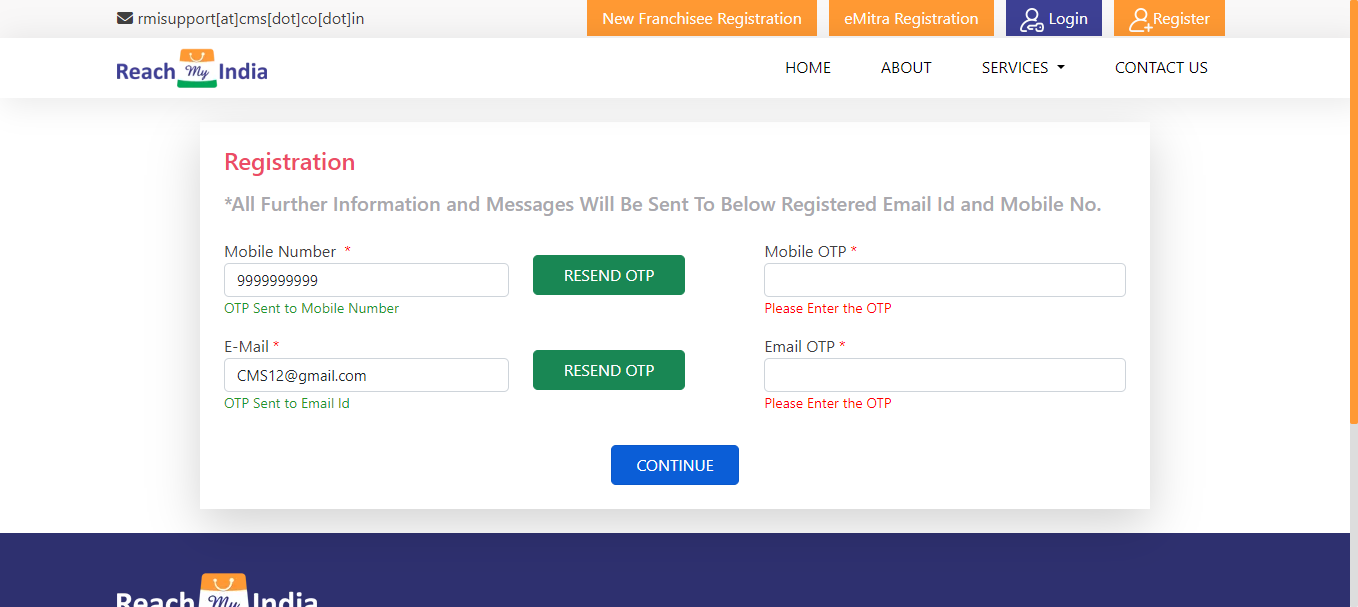 rmisupport[at]cms[dot]co[dot]in
New Franchisee Registration
eMitra Registration
Login
Register
Reach My India
HOME
ABOUT
SERVICES
CONTACT US
Registration
*All Further Information and Messages Will Be Sent To Below Registered Email Id and Mobile No.
Mobile Number *
9999999999
RESEND OTP
OTP Sent to Mobile Number
Mobile OTP *
Please Enter the OTP
E-Mail *
CMS12@gmail.com
RESEND OTP
OTP Sent to Email Id
Email OTP *
Please Enter the OTP
CONTINUE
Reach My India